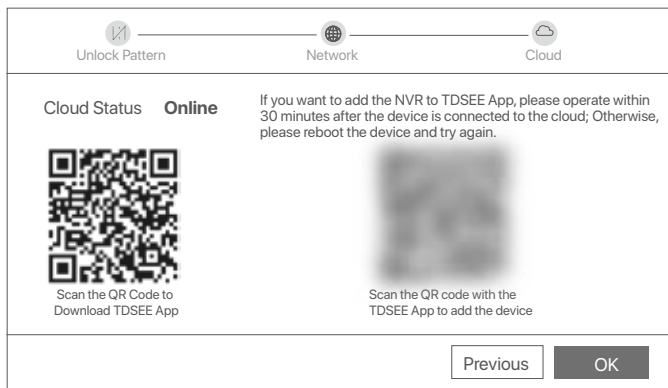 Unlock Pattern
Network
Cloud
Cloud Status Online
If you want to add the NVR to TDSEE App, please operate within
30 minutes after the device is connected to the cloud; Otherwise,
please reboot the device and try again.
Scan the QR Code to
Download TDSEE App
Scan the QR code with the
TDSEE App to add the device
Previous
OK